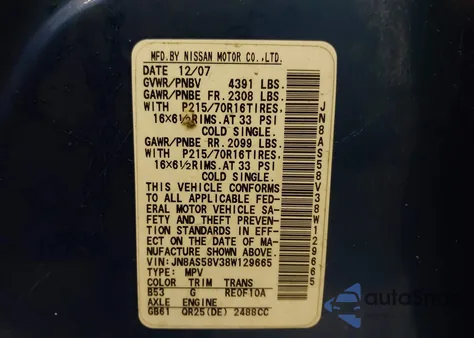 MFD.BY NISSAN MOTOR CO.,LTD.
DATE 12/07
GVWR/PNBV 4391 LBS.
GAWR/PNBE FR. 2308 LBS.
WITH P215/70R16TIRES.
16×6½RIMS.AT 33 PSI
COLD SINGLE.
GAWR/PNBE RR. 2099 LBS.
WITH P215/70R16TIRES.
16×6½RIMS.AT 33 PSI
COLD SINGLE.
THIS VEHICLE CONFORMS
TO ALL APPLICABLE FED-
ERAL MOTOR VEHICLE SA-
FETY AND THEFT PREVEN-
TION STANDARDS IN EFF-
ECT ON THE DATE OF MA-
NUFACTURE SHOWN ABOVE.
VIN:JN8AS58V38W129665
TYPE: MPV
COLOR TRIM TRANS
B53 G RE0F10A
AXLE ENGINE
GB61 QR25(DE) 2488CC
JN8AS58V38W129665